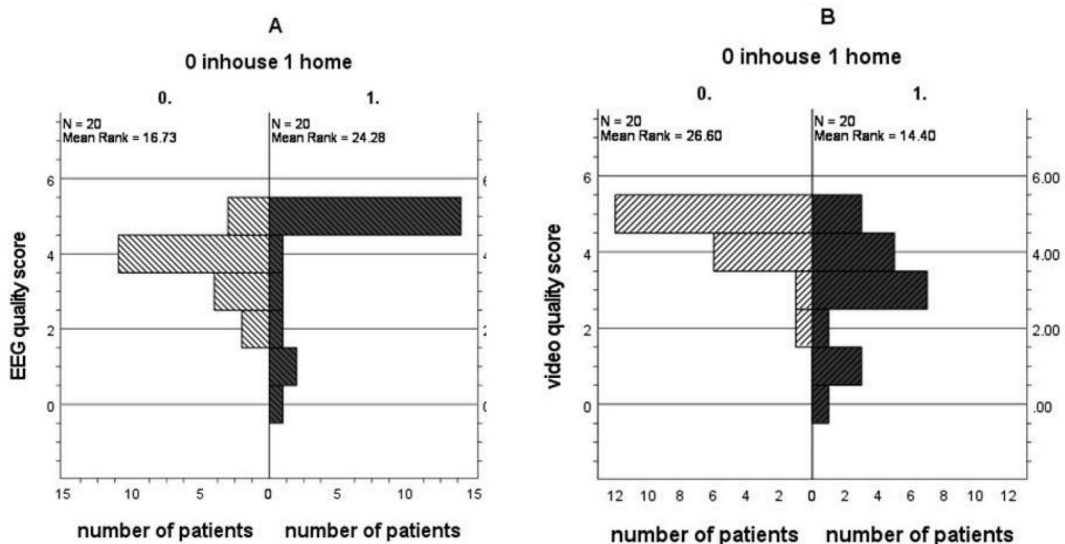 A
0 inhouse 1 home
0.
1.
N = 20
Mean Rank = 16.73
N = 20
Mean Rank = 24.28
EEG quality score
6
4
2
0
15 10 5 0 5 10 15
number of patients number of patients
B
0 inhouse 1 home
0.
1.
N = 20
Mean Rank = 26.60
N = 20
Mean Rank = 14.40
video quality score
6
4
2
0
6.00
4.00
2.00
.00
12 10 8 6 4 2 0 2 4 6 8 10 12
number of patients number of patients